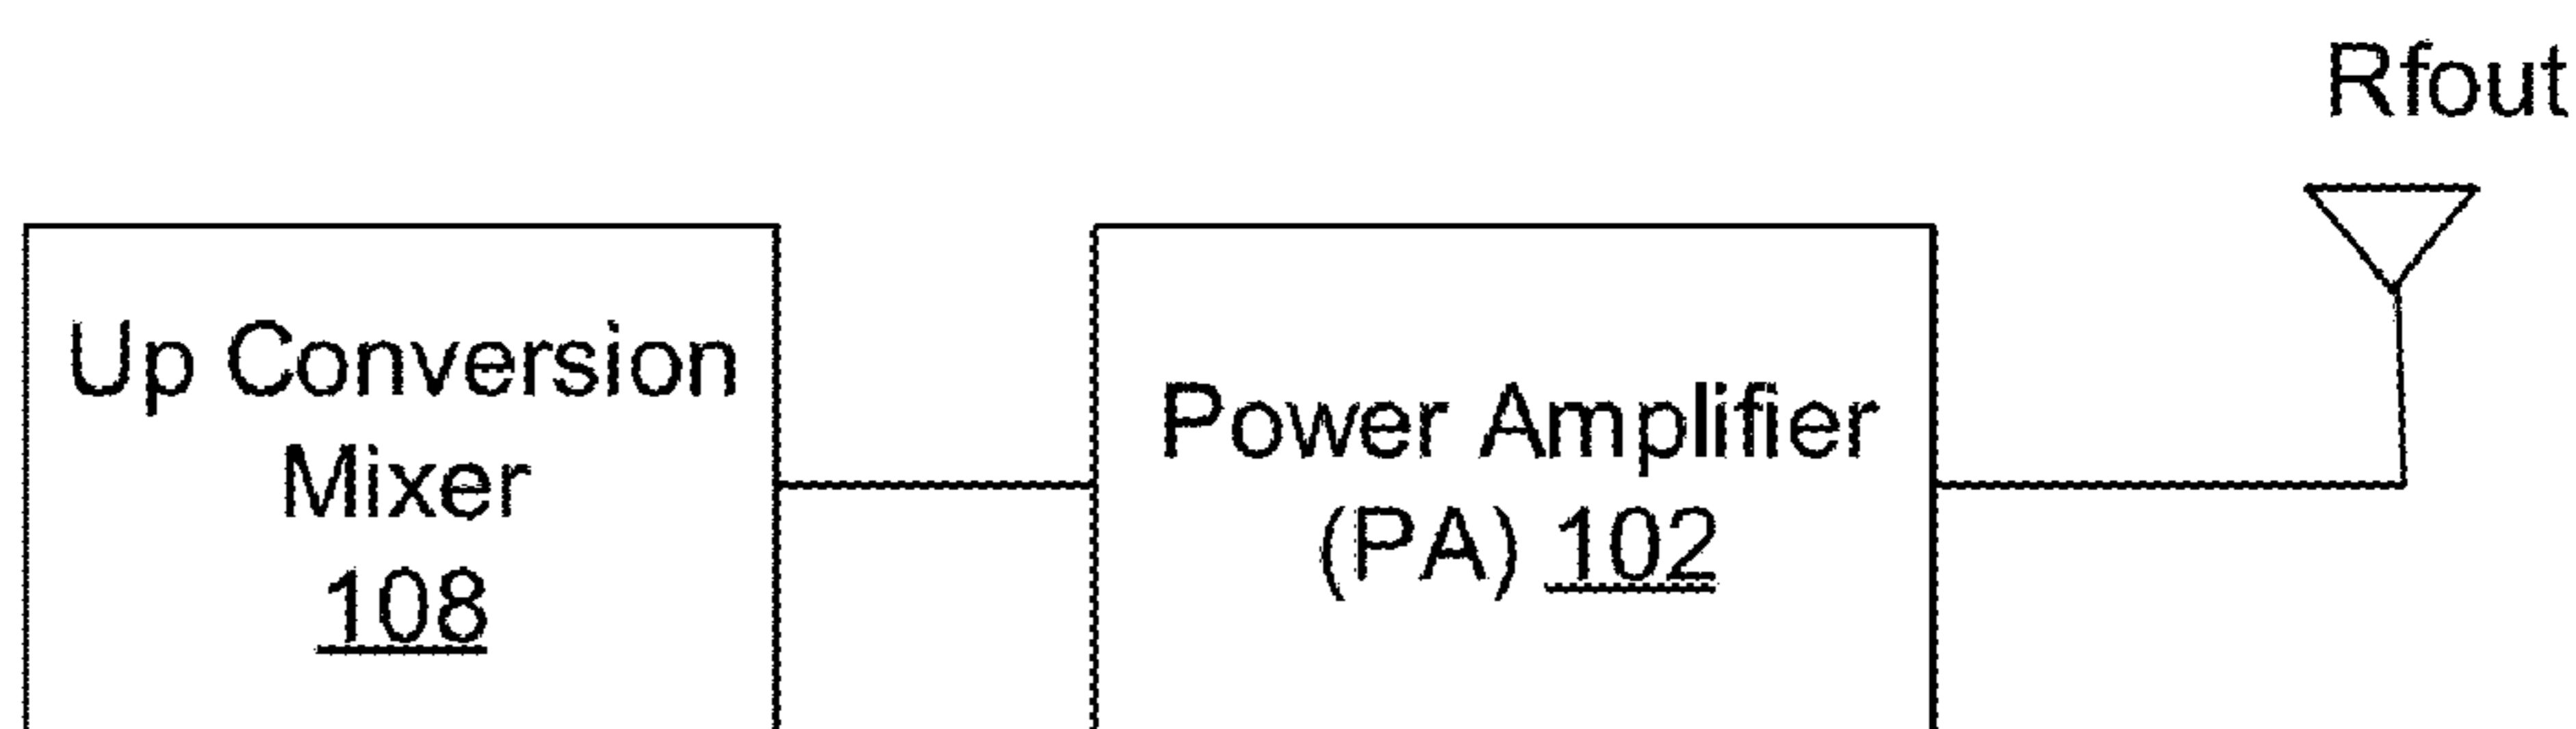 Rfout
Up Conversion
Mixer
108
Power Amplifier
(PA) 102